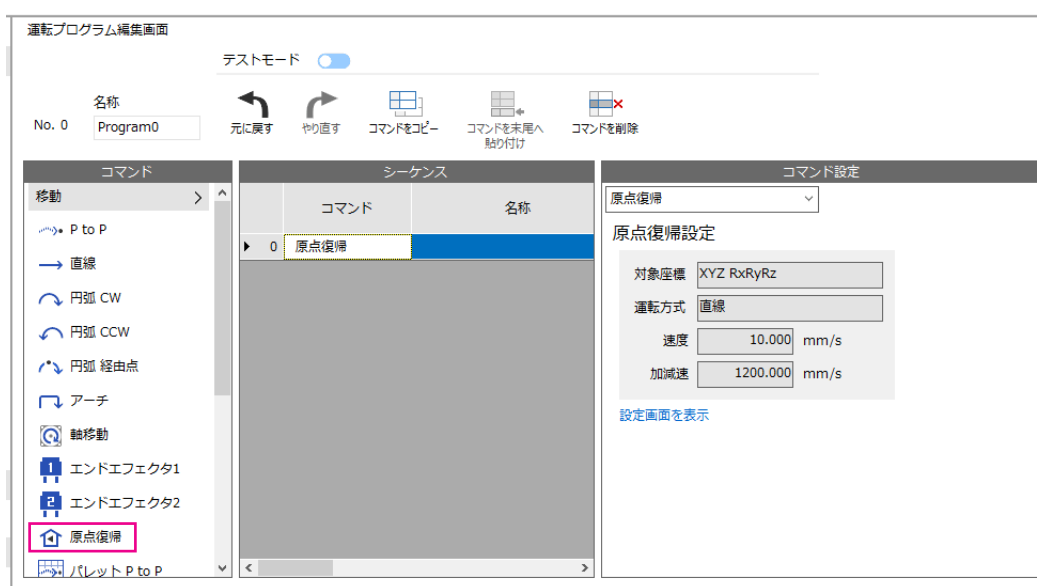 運転プログラム編集画面
テストモード
No. 0
名称
Program0
元に戻す
やり直す
コマンドをコピー
コマンドを末尾へ
貼り付け
コマンドを削除
コマンド
移動
P to P
直線
円弧 CW
円弧 CCW
円弧 経由点
アーチ
軸移動
1 エンドエフェクタ1
2 エンドエフェクタ2
原点復帰
パレット P to P
シーケンス
コマンド 名称
0 原点復帰
コマンド設定
原点復帰
原点復帰設定
対象座標 XYZ RxRyRz
運転方式 直線
速度 10.000 mm/s
加減速 1200.000 mm/s
設定画面を表示